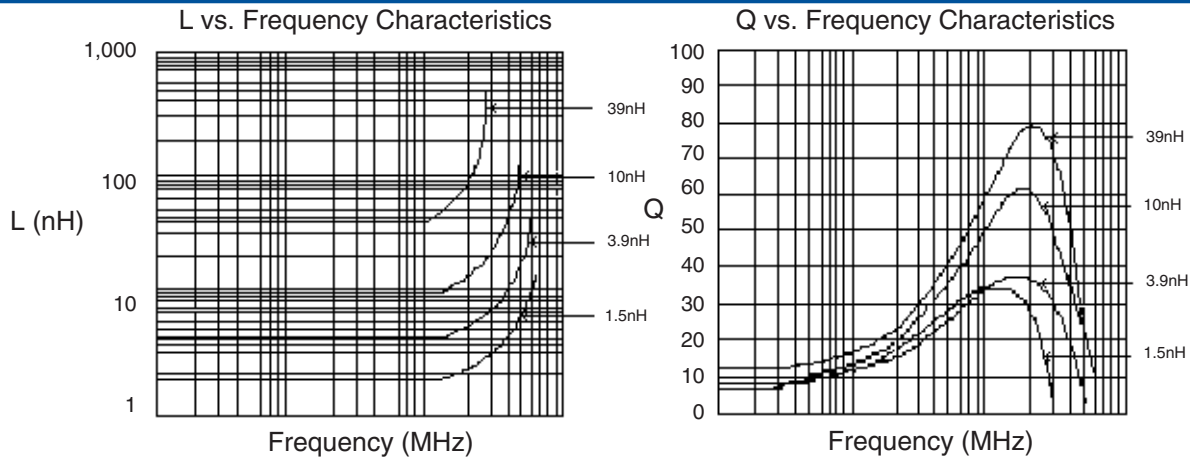 L vs. Frequency Characteristics
1,000
100
10
1
L (nH)
39nH
10nH
3.9nH
1.5nH
Frequency (MHz)
Q vs. Frequency Characteristics
100
90
80
70
60
50
40
30
20
10
0
Q
39nH
10nH
3.9nH
1.5nH
Frequency (MHz)